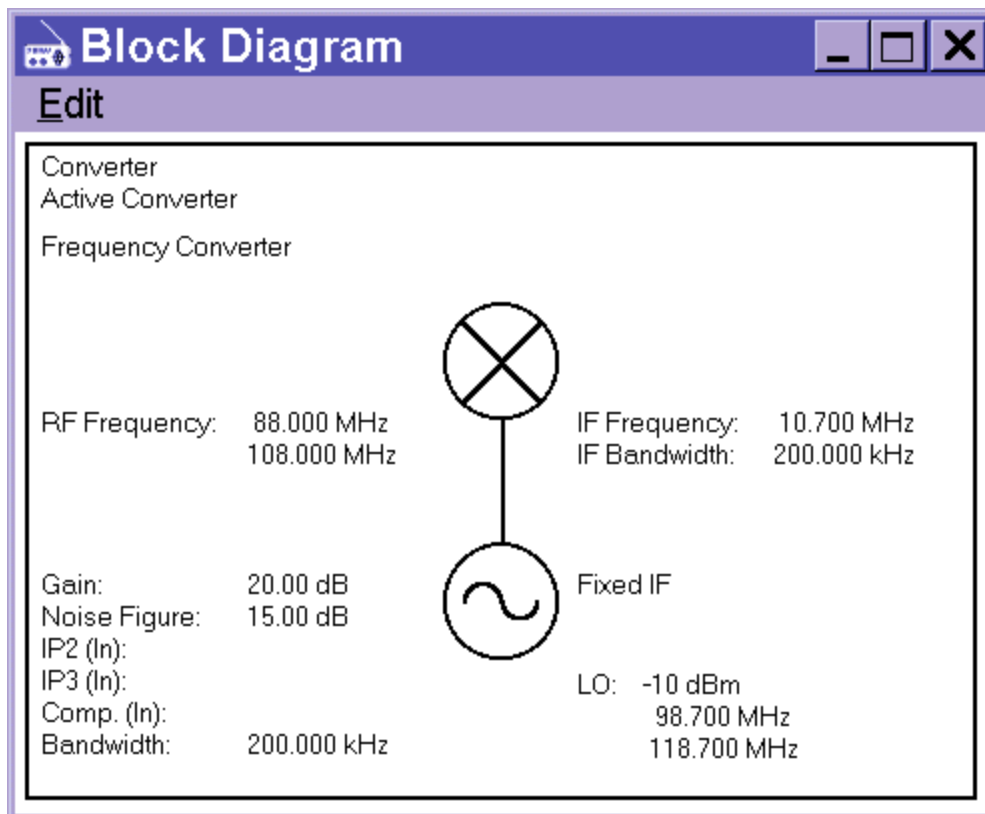 Block Diagram
Edit
Converter
Active Converter
Frequency Converter
RF Frequency: 88.000 MHz
108.000 MHz
IF Frequency: 10.700 MHz
IF Bandwidth: 200.000 kHz
Gain: 20.00 dB
Noise Figure: 15.00 dB
IP2 (In):
IP3 (In):
Comp. (In):
Bandwidth: 200.000 kHz
Fixed IF
LO: -10 dBm
98.700 MHz
118.700 MHz